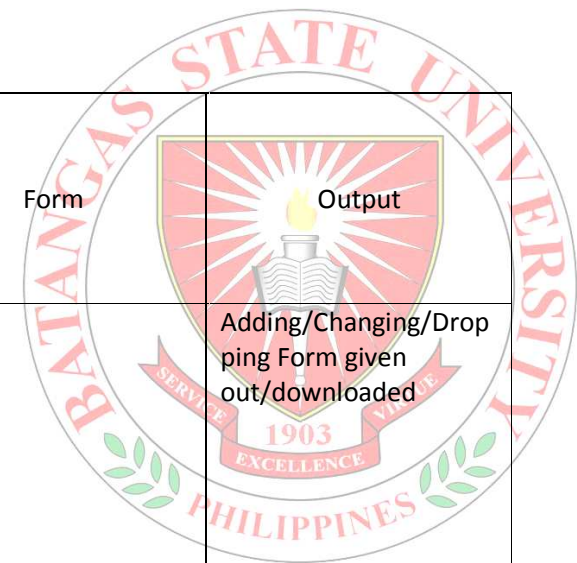 BATANGAS STATE UNIVERSITY
Form
Output
Adding/Changing/Drop
ping Form given
out/downloaded
SERVICE
VIRTUE
1903
EXCELLENCE
PHILIPPINES